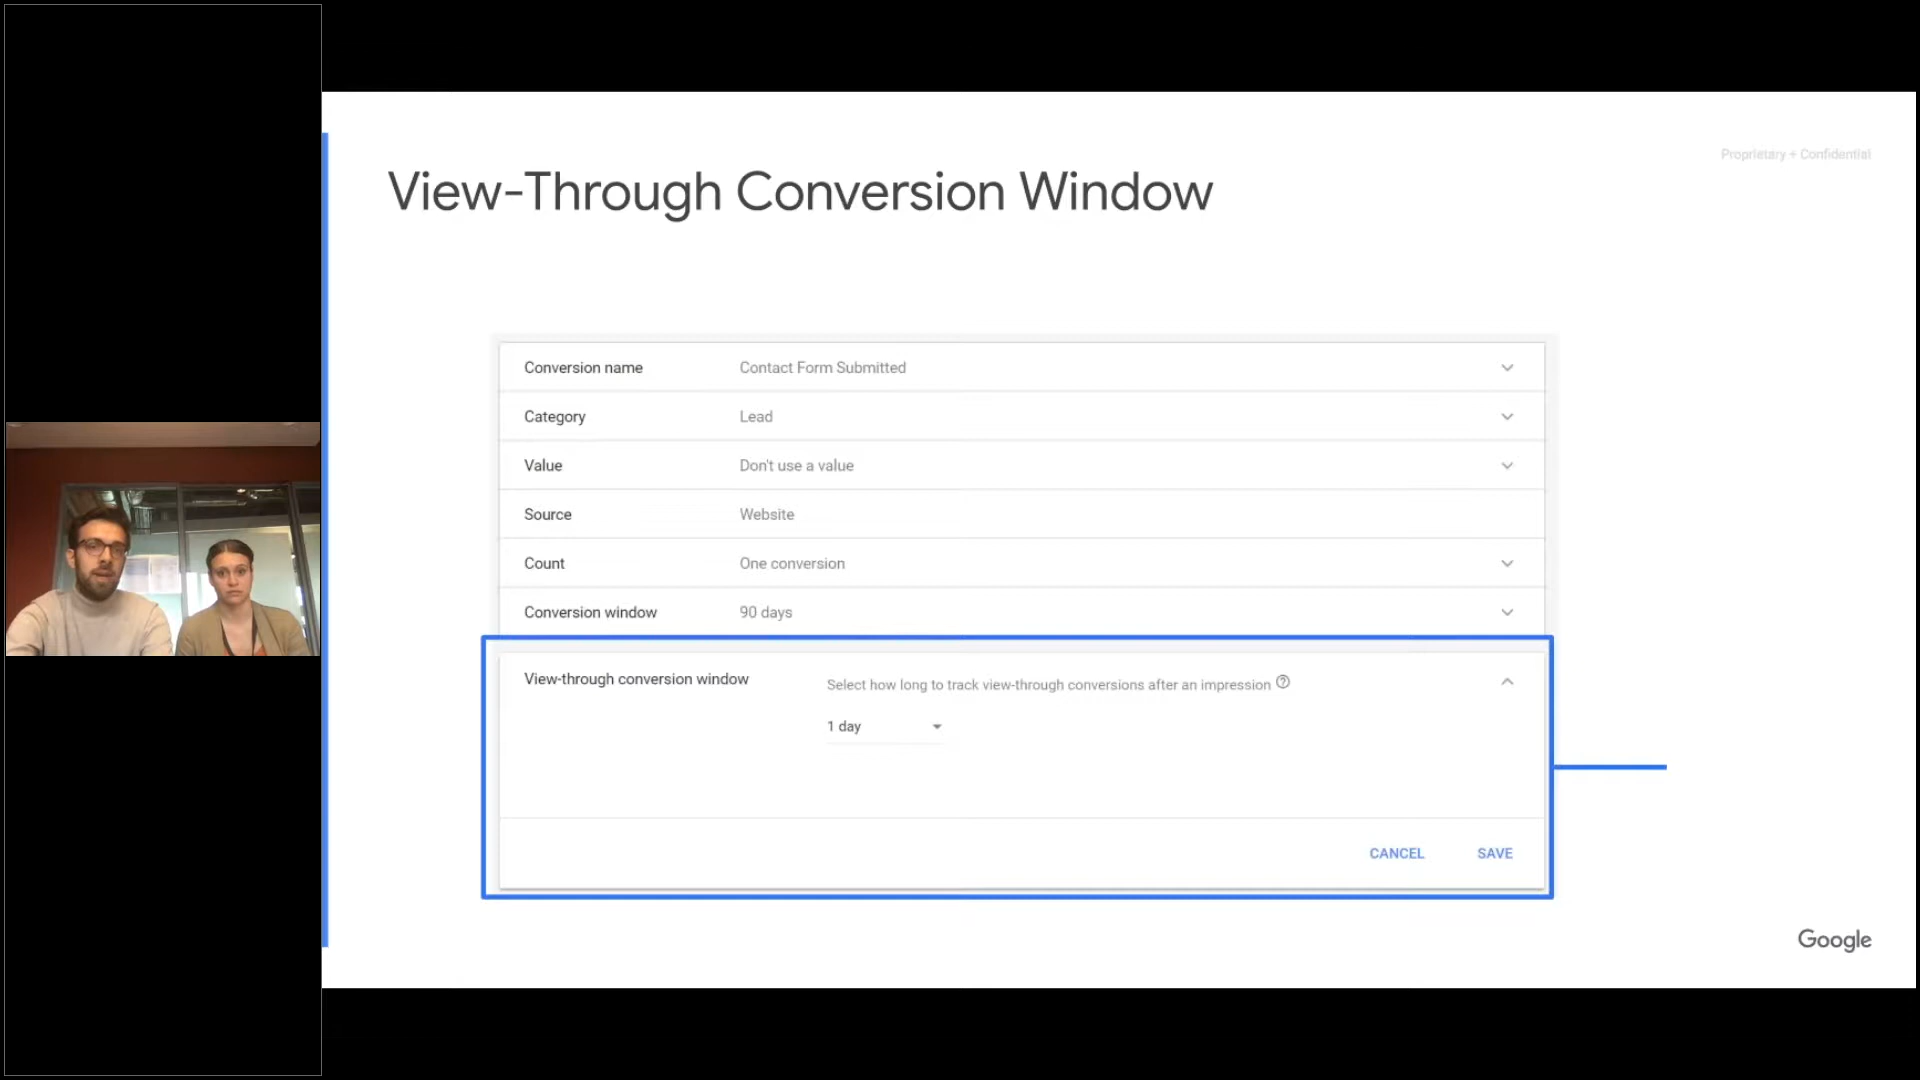 Proprietary + Confidential
View-Through Conversion Window
Conversion name Contact Form Submitted
Category Lead
Value Don't use a value
Source Website
Count One conversion
Conversion window 90 days
View-through conversion window Select how long to track view-through conversions after an impression
1 day
CANCEL SAVE
Google